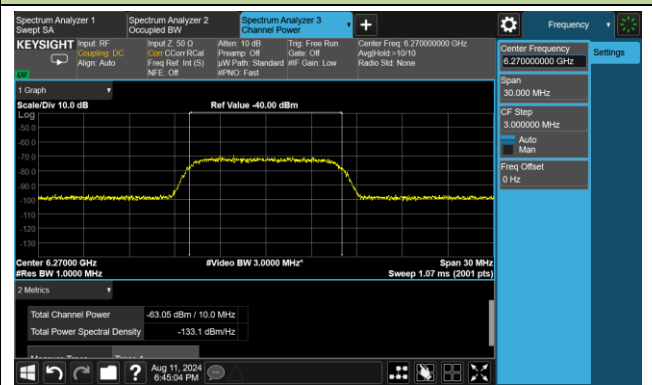 Spectrum Analyzer 1
Swept SA
Spectrum Analyzer 2
Occupied BW
Spectrum Analyzer 3
Channel Power
Frequency
KEYSIGHT
Input: RF
Coupling: DC
Align: Auto
Input Z: 50 Ω
Corr CCorr RCal
Freq Ref: Int (S)
NFE: Off
Atten: 10 dB
Preamp: Off
µW Path: Standard
#PNO: Fast
Trig: Free Run
Gate: Off
#IF Gain: Low
Center Freq: 6.270000000 GHz
Avg|Hold:>10/10
Radio Std: None
Center Frequency
6.270000000 GHz
Settings
Span
30.000 MHz
CF Step
3.000000 MHz
Auto
Man
Freq Offset
0 Hz
1 Graph
Scale/Div 10.0 dB
Ref Value -40.00 dBm
Log
-50.0
-60.0
-70.0
-80.0
-90.0
-100
-110
-120
-130
Center 6.27000 GHz
#Video BW 3.0000 MHz*
Span 30 MHz
#Res BW 1.0000 MHz
Sweep 1.07 ms (2001 pts)
2 Metrics
Total Channel Power -63.05 dBm / 10.0 MHz
Total Power Spectral Density -133.1 dBm/Hz
Aug 11, 2024
6:45:04 PM